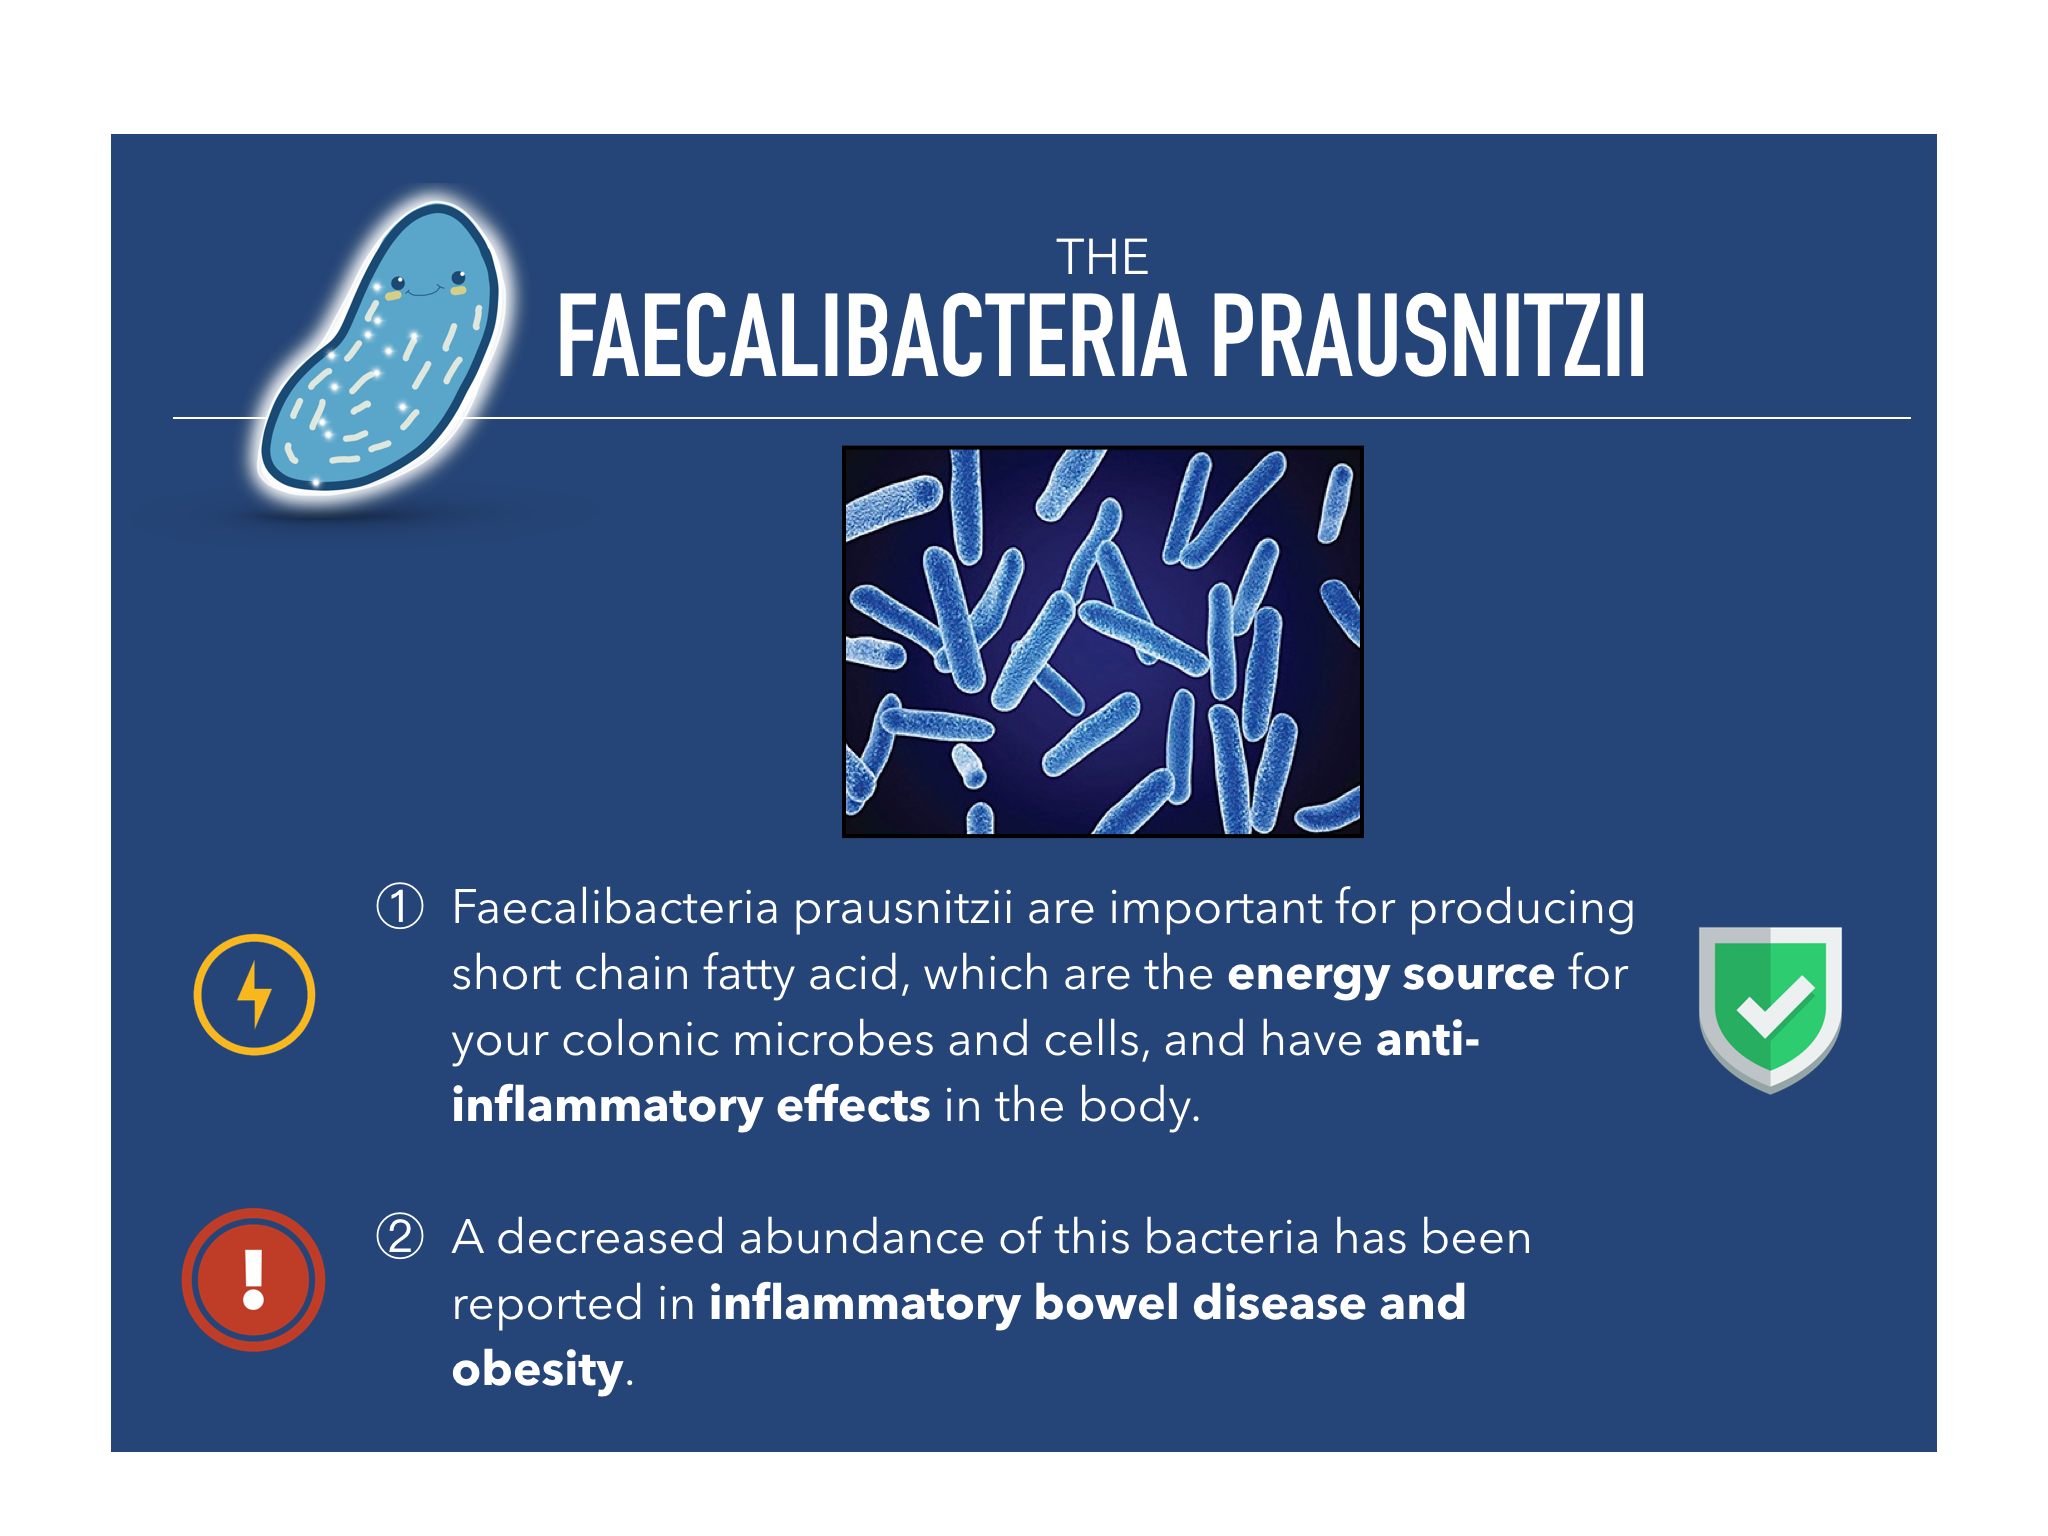 THE
FAECALIBACTERIA PRAUSNITZII
① Faecalibacteria prausnitzii are important for producing
short chain fatty acid, which are the energy source for
your colonic microbes and cells, and have anti-
inflammatory effects in the body.
!
② A decreased abundance of this bacteria has been
reported in inflammatory bowel disease and
obesity.